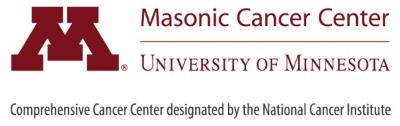 M®
Masonic Cancer Center
UNIVERSITY OF MINNESOTA
Comprehensive Cancer Center designated by the National Cancer Institute